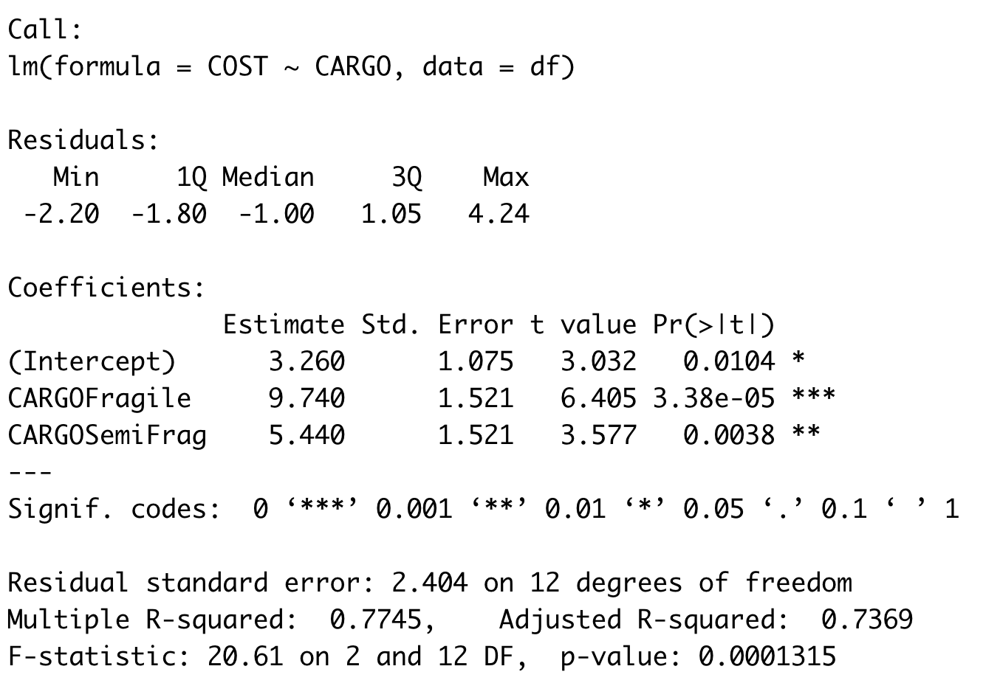 Call:
lm(formula = COST ~ CARGO, data = df)
Residuals:
   Min     1Q Median     3Q    Max
 -2.20  -1.80  -1.00   1.05   4.24
Coefficients:
              Estimate Std. Error t value Pr(>|t|)
(Intercept)      3.260      1.075   3.032   0.0104 *
CARGOFragile     9.740      1.521   6.405 3.38e-05 ***
CARGOSemiFrag    5.440      1.521   3.577   0.0038 **
---
Signif. codes:  0 ‘***’ 0.001 ‘**’ 0.01 ‘*’ 0.05 ‘.’ 0.1 ‘ ’ 1
Residual standard error: 2.404 on 12 degrees of freedom
Multiple R-squared:  0.7745,    Adjusted R-squared:  0.7369
F-statistic: 20.61 on 2 and 12 DF,  p-value: 0.0001315